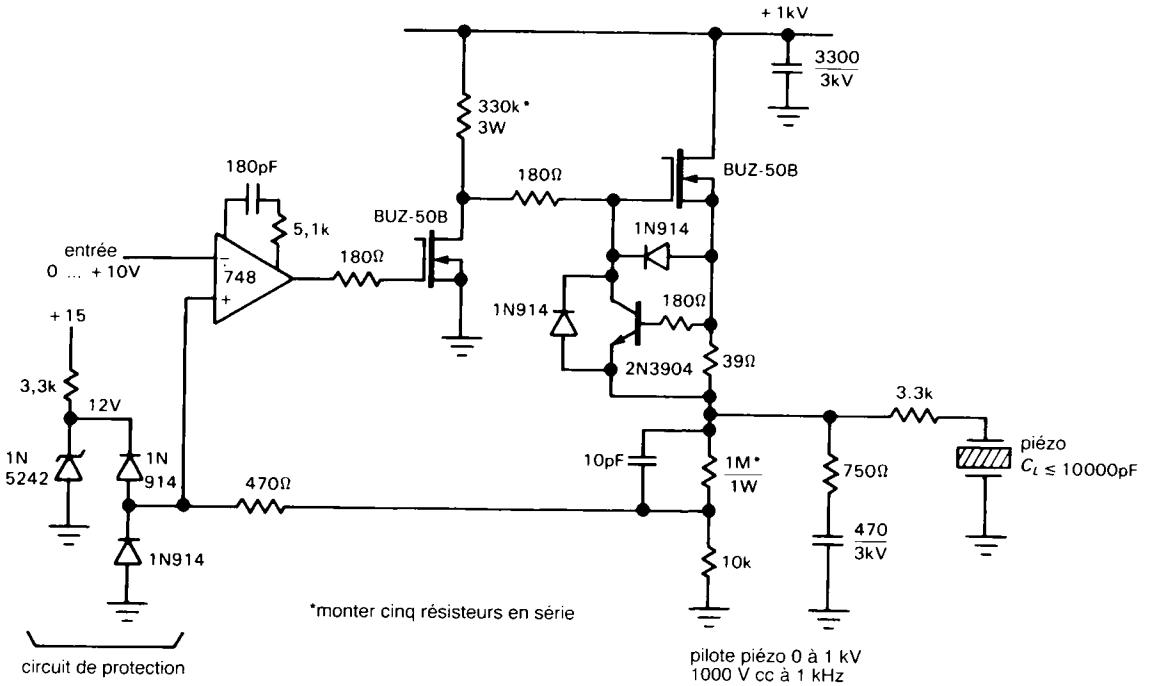 + 1kV
3300
3kV
330k*
3W
180Ω
BUZ-50B
180pF
5,1k
BUZ-50B
entrée
0 ... + 10V
-
748
+
180Ω
1N914
1N914
180Ω
2N3904
39Ω
+ 15
3,3k
12V
1N
5242
1N
914
470Ω
1N914
10pF
1M*
1W
10k
3.3k
750Ω
470
3kV
piézo
CL ≤ 10000pF
*monter cinq résisteurs en série
circuit de protection
pilote piézo 0 à 1 kV
1000 V cc à 1 kHz